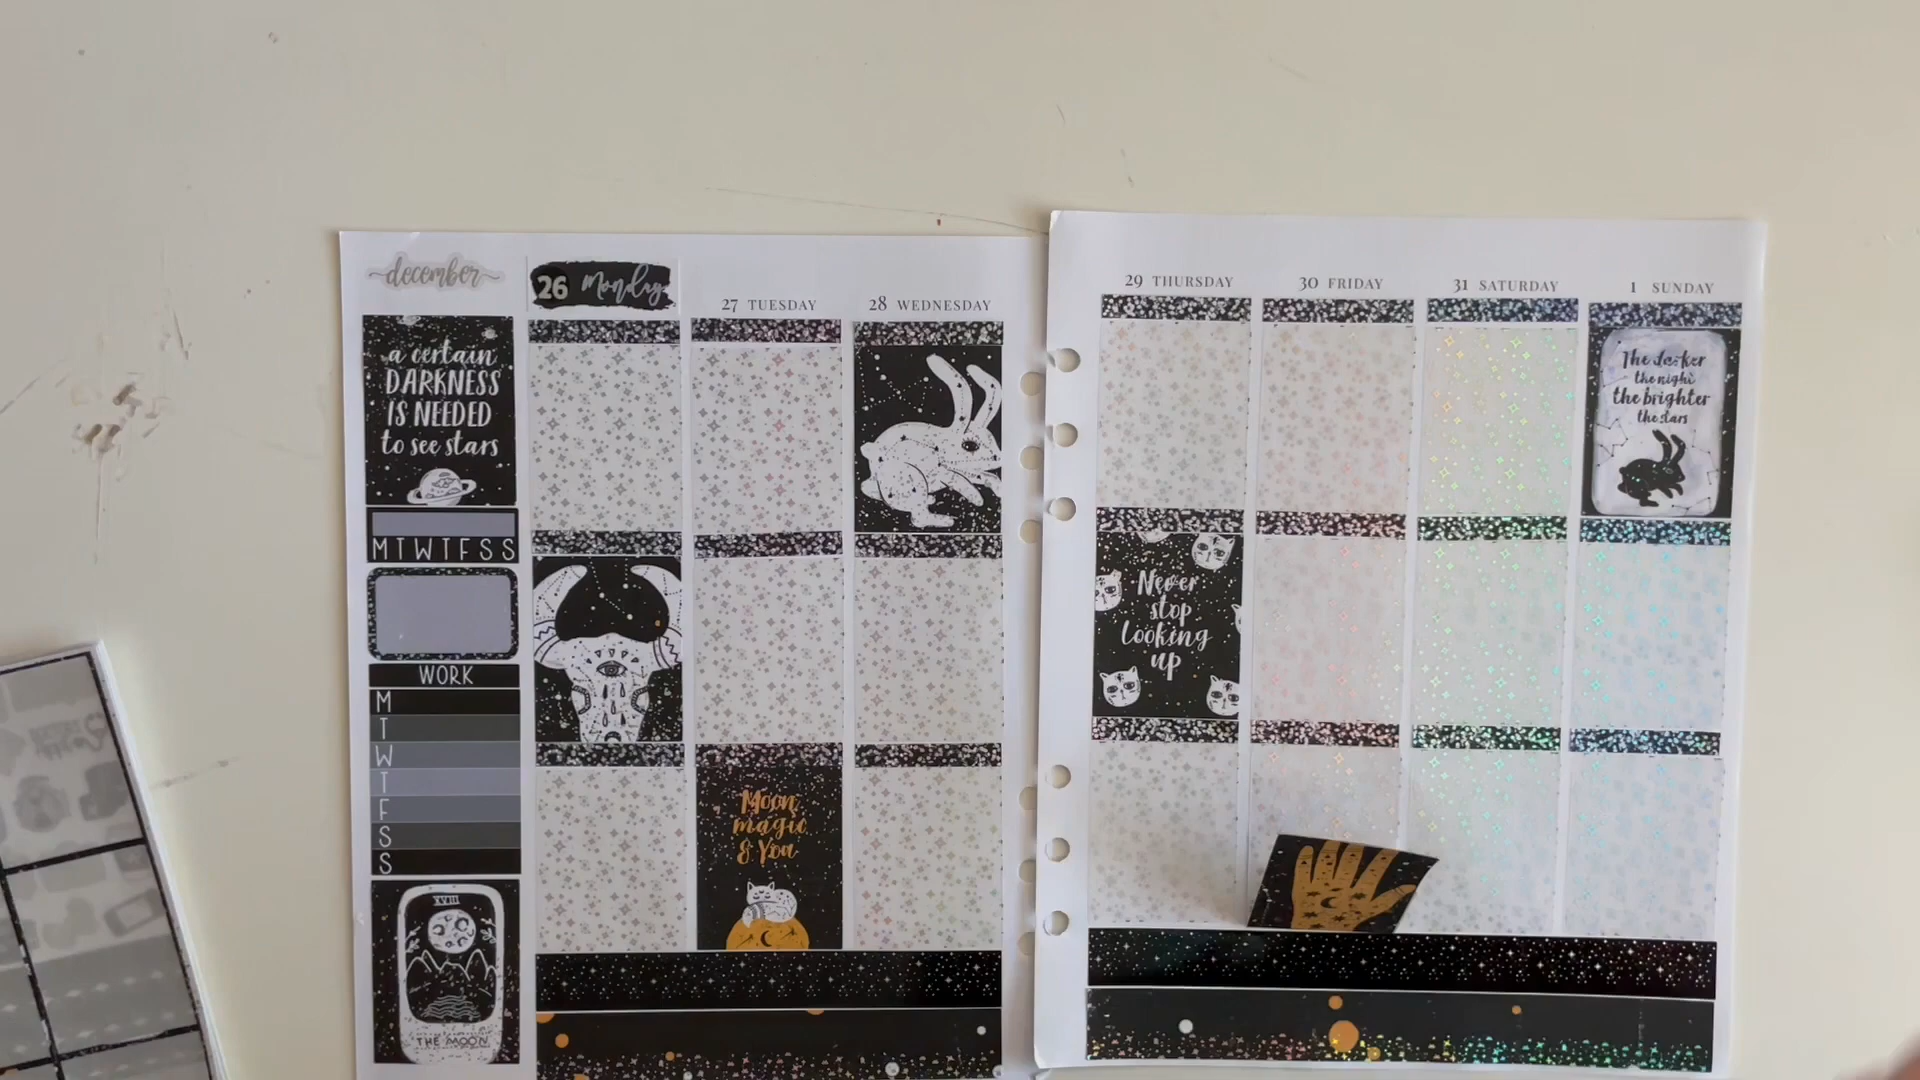 december
26 Monday
27 TUESDAY
28 WEDNESDAY
29 THURSDAY
30 FRIDAY
31 SATURDAY
1 SUNDAY
a certain
DARKNESS
IS NEEDED
to see stars
M T W T F S S
WORK
M
T
W
T
F
S
S
XVIII
THE MOON
Moon,
magic
& You
Never
stop
looking
up
The darker
the night
the brighter
the stars